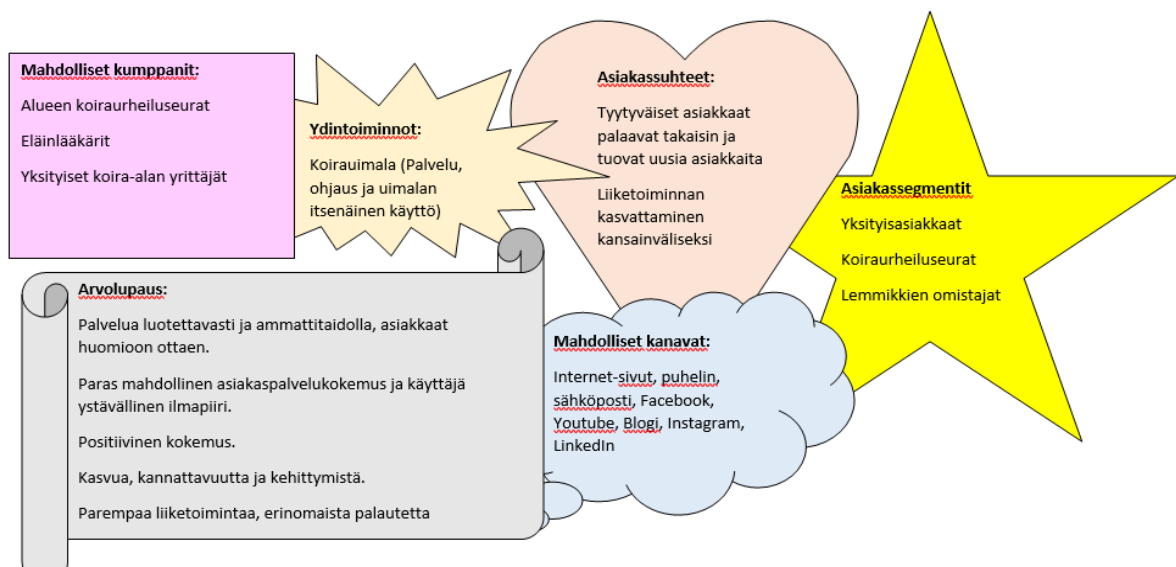 Mahdolliset kumppanit:
Alueen koiraurheiluseurat
Eläinlääkärit
Yksityiset koira-alan yrittäjät
Ydintoiminnot:
Koirauimala (Palvelu,
ohjaus ja uimalan
itsenäinen käyttö)
Asiakassuhteet:
Tyytyväiset asiakkaat
palaavat takaisin ja
tuovat uusia asiakkaita
Liiketoiminnan
kasvattaminen
kansainväliseksi
Asiakassegmentit
Yksityisasiakkaat
Koiraurheiluseurat
Lemmikkien omistajat
Arvolupaus:
Palvelua luotettavasti ja ammattitaidolla, asiakkaat
huomioon ottaen.
Paras mahdollinen asiakaspalvelukokemus ja käyttäjä
ystävällinen ilmapiiri.
Positiivinen kokemus.
Kasvua, kannattavuutta ja kehittymistä.
Parempaa liiketoimintaa, erinomaista palautetta
Mahdolliset kanavat:
Internet-sivut, puhelin,
sähköposti, Facebook,
Youtube, Blogi, Instagram,
LinkedIn